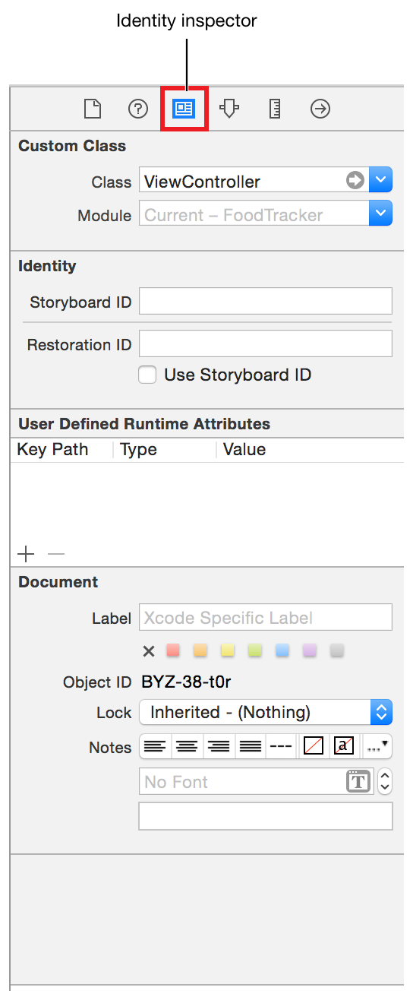 Identity inspector
?
Custom Class
Class ViewController
Module Current – FoodTracker
Identity
Storyboard ID
Restoration ID
Use Storyboard ID
User Defined Runtime Attributes
Key Path Type Value
Document
Label Xcode Specific Label
Object ID BYZ-38-t0r
Lock Inherited - (Nothing)
Notes a ...
No Font T